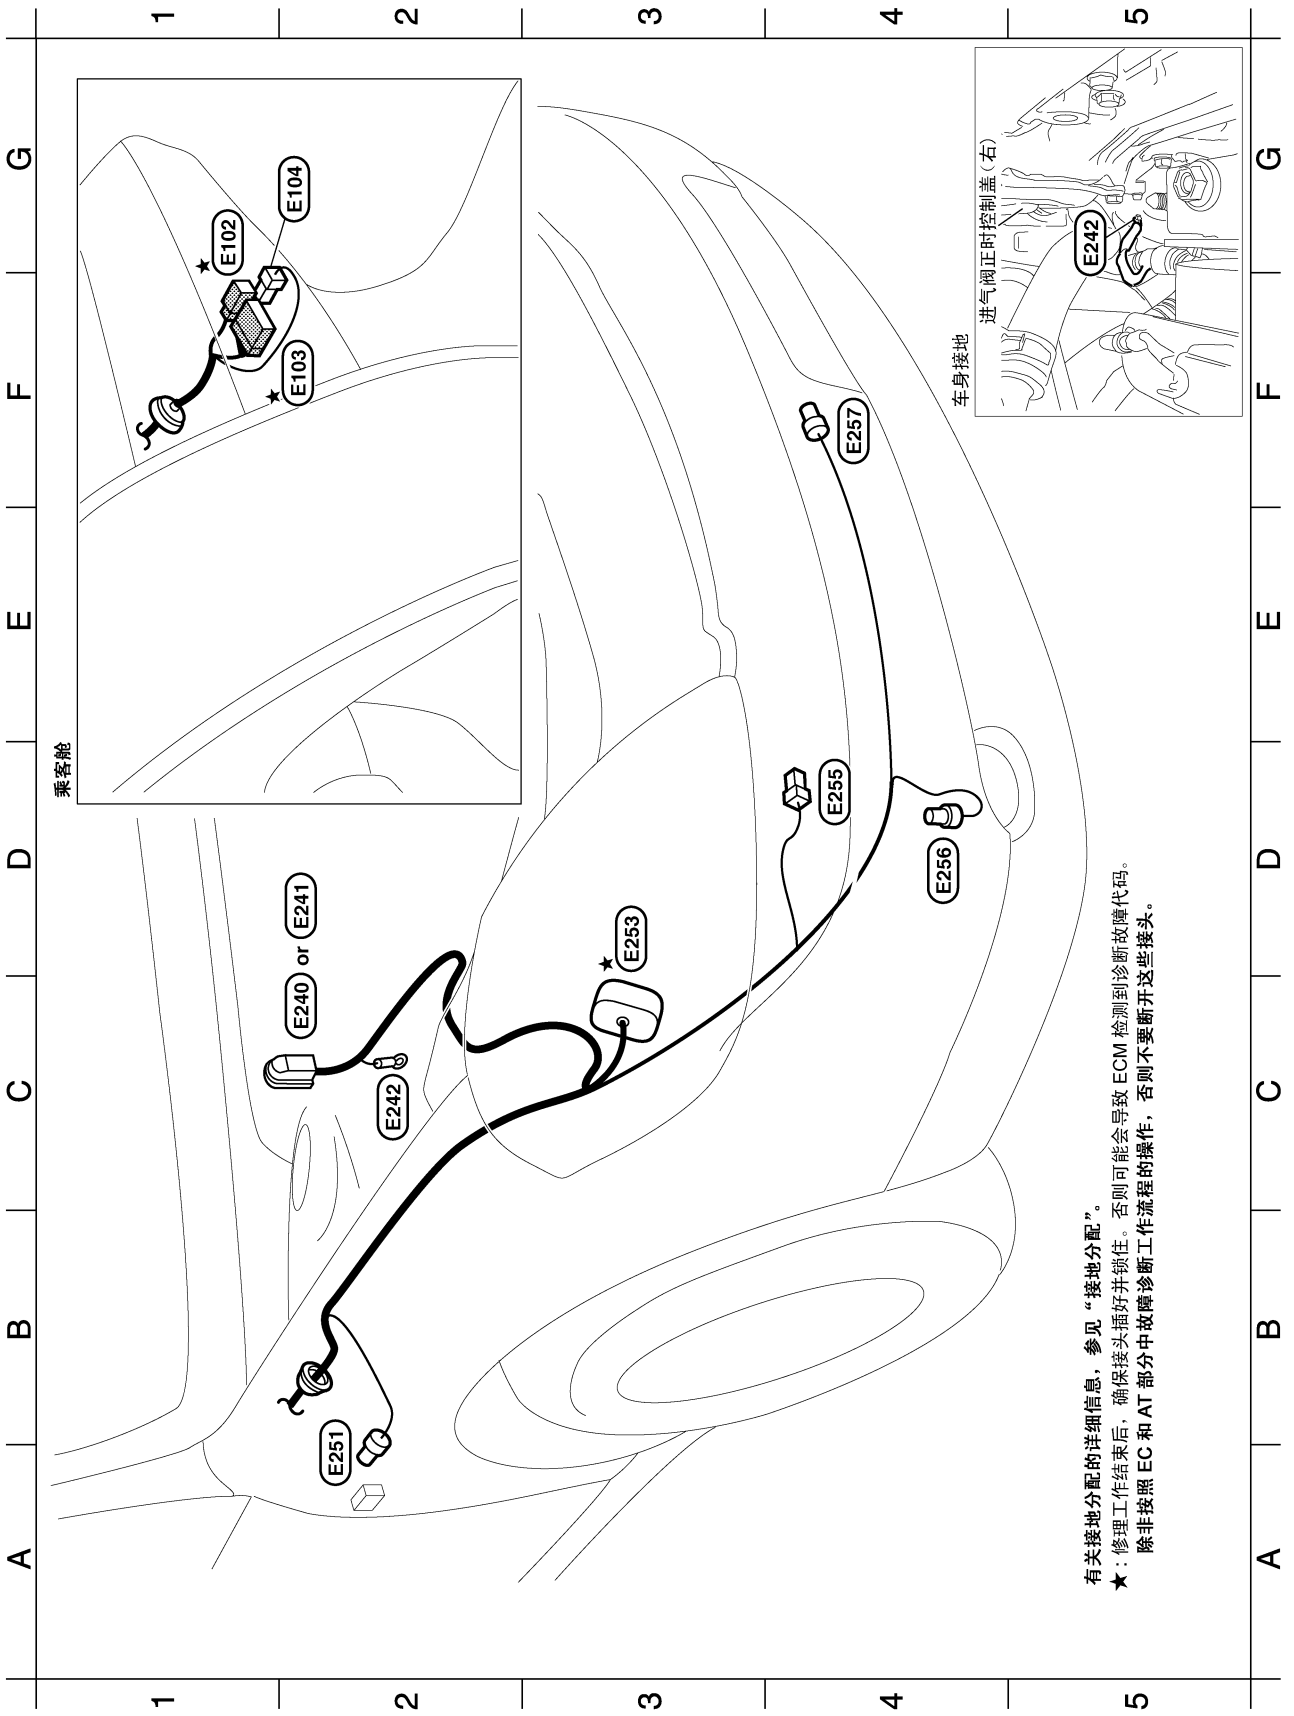 1 2 3 4 5
G
F
E
D
C
B
A
G
F
E
D
C
B
A
1 2 3 4 5
乘客舱
E102
E104
E103
车身接地
进气阀正时控制盖（右）
E242
E240 or E241
E242
E251
E253
E255
E256
E257
有关接地分配的详细信息，参见“接地分配”。
★：修理工作结束后，确保接头插好并锁住。否则可能会导致 ECM 检测到诊断故障代码。
除非按照 EC 和 AT 部分中故障诊断工作流程的操作，否则不要断开这些接头。